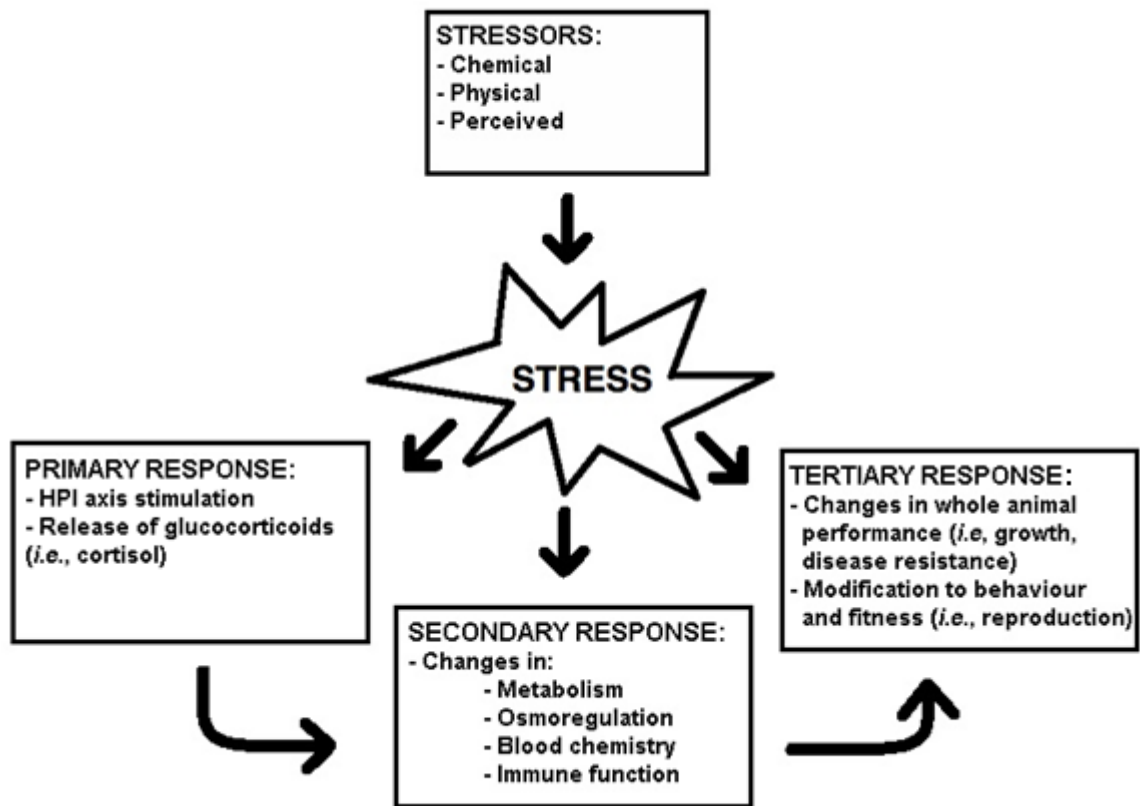 STRESSORS:
- Chemical
- Physical
- Perceived
STRESS
PRIMARY RESPONSE:
- HPI axis stimulation
- Release of glucocorticoids
(i.e., cortisol)
SECONDARY RESPONSE:
- Changes in:
- Metabolism
- Osmoregulation
- Blood chemistry
- Immune function
TERTIARY RESPONSE:
- Changes in whole animal
performance (i.e, growth,
disease resistance)
- Modification to behaviour
and fitness (i.e., reproduction)